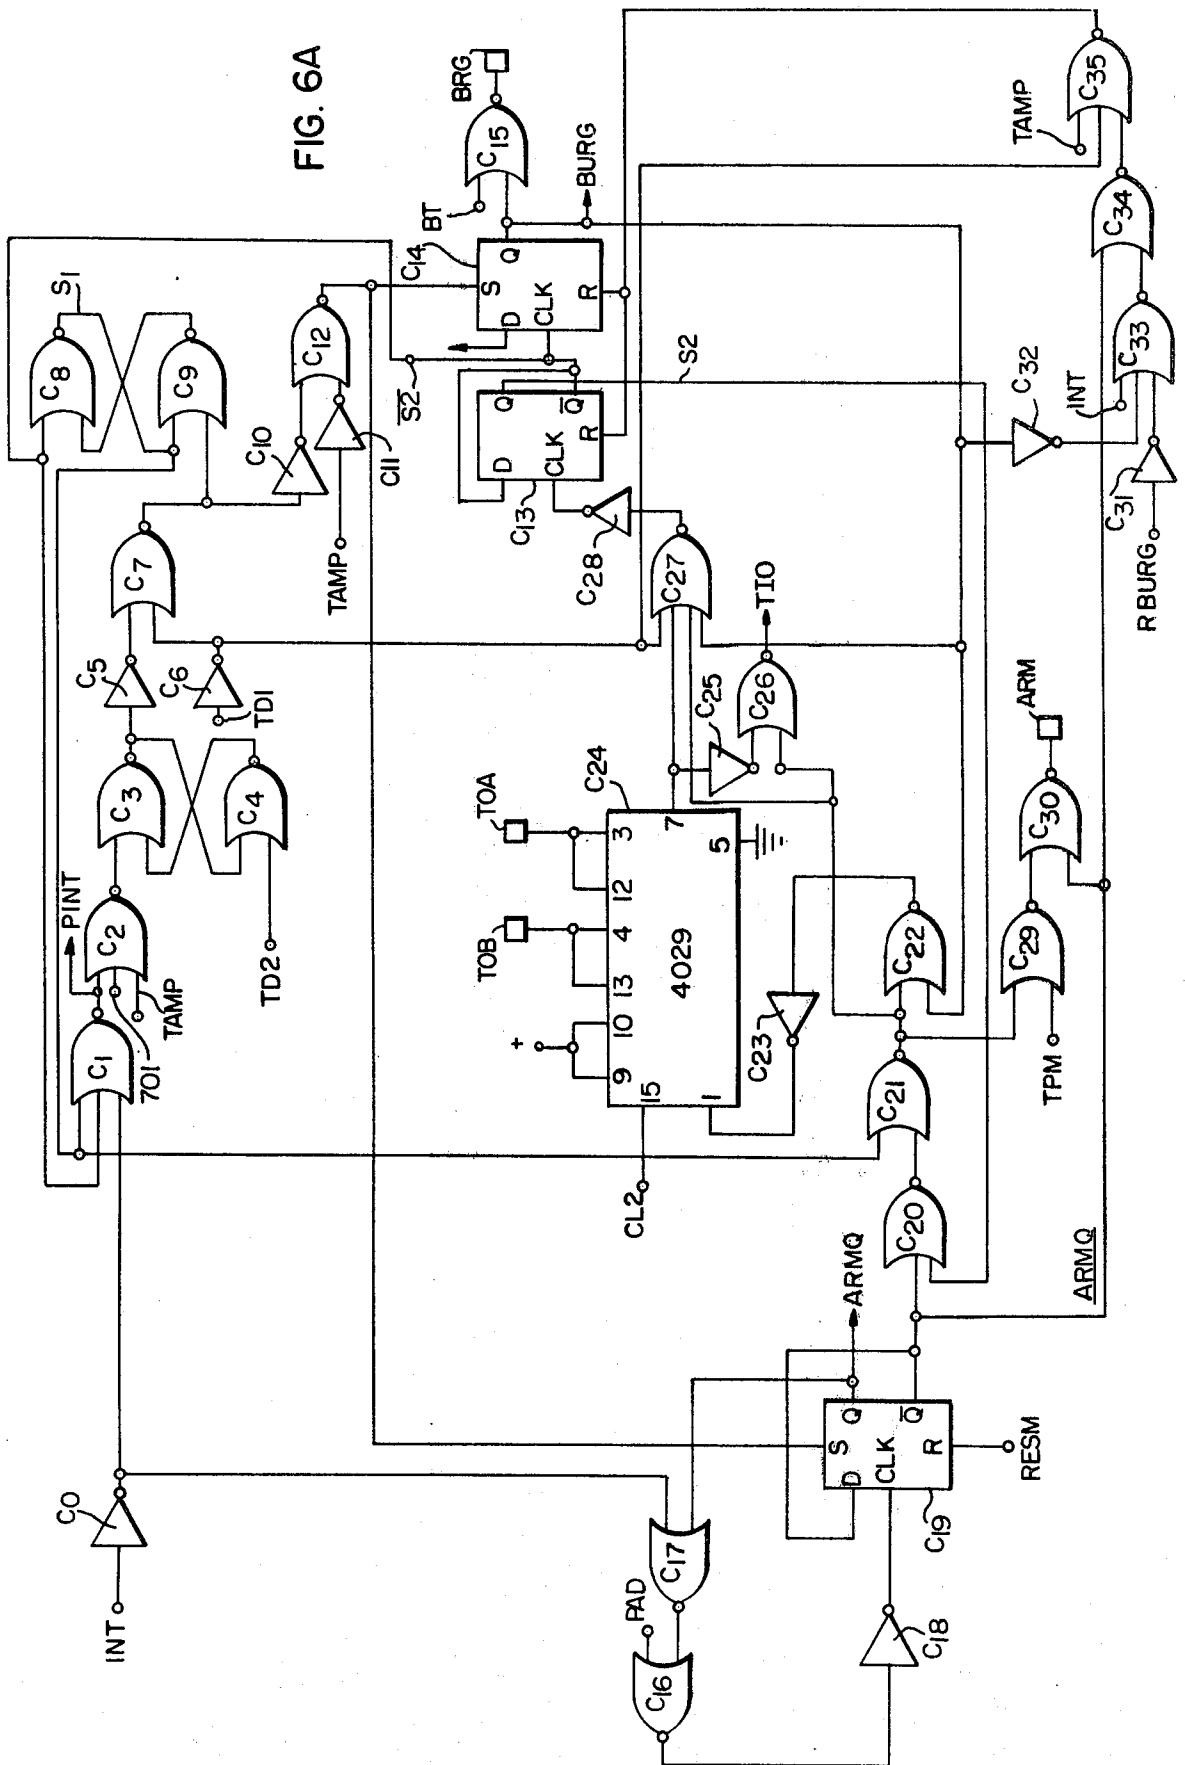 FIG. 6A
INT
C0
C1
PINT
701
TAMP
C2
TD2
C3
C4
C5
C6
TD1
C7
C8
S1
C9
C10
C11
TAMP
C12
S2
C14
S
D
CLK
Q
R
BT
C15
BRG
BURG
C13
D
CLK
Q
Q
R
S2
C28
C27
TIO
C26
C25
C24
TOA
TOB
+
9
10
13
4
12
3
15
1
4029
7
5
CL2
C23
C22
C21
C20
PAD
C16
C17
C18
C19
S
D
CLK
Q
Q
R
RESM
ARMQ
ARMQ
TPM
C29
C30
ARM
RBURG
C31
C32
INT
C33
C34
TAMP
C35